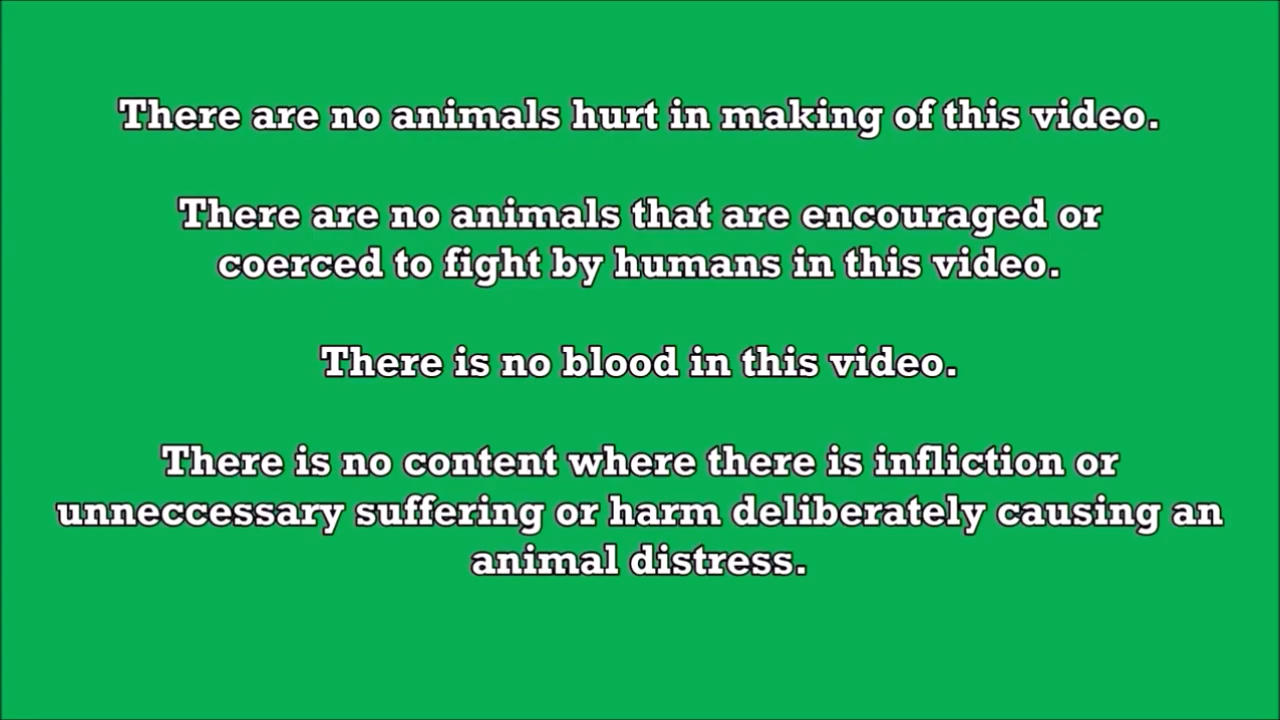 There are no animals hurt in making of this video.
There are no animals that are encouraged or
coerced to fight by humans in this video.
There is no blood in this video.
There is no content where there is infliction or
unneccessary suffering or harm deliberately causing an
animal distress.